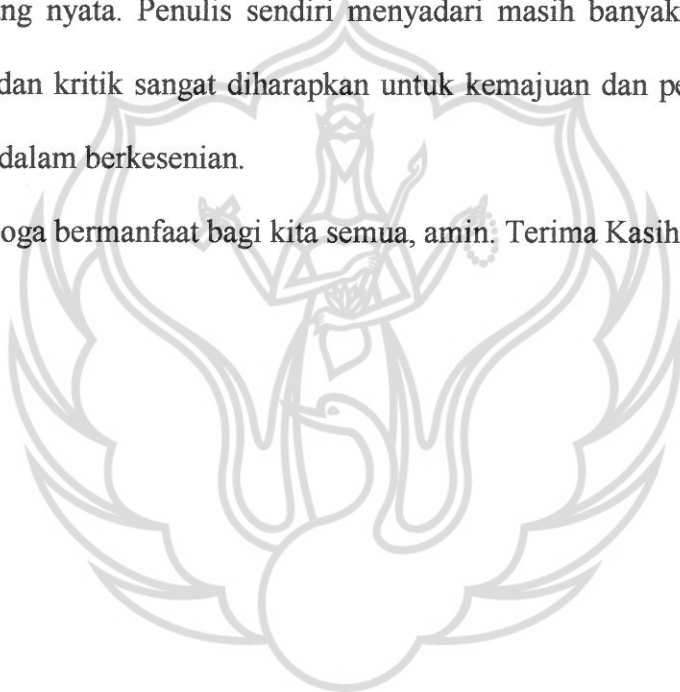 ng nyata. Penulis sendiri menyadari masih banyak
dan kritik sangat diharapkan untuk kemajuan dan pe
dalam berkesenian.
oga bermanfaat bagi kita semua, amin. Terima Kasih